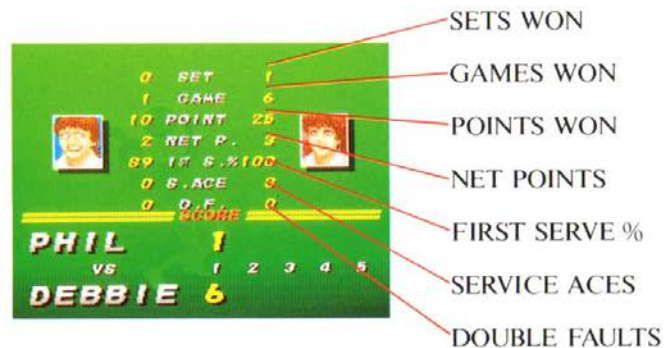 SETS WON
GAMES WON
POINTS WON
NET POINTS
FIRST SERVE %
SERVICE ACES
DOUBLE FAULTS
0 SET 1
1 GAME 6
10 POINT 25
2 NET P. 3
89 1ST S.% 100
0 S.ACE 0
0 D.F. 0
SCORE
PHIL 1
VS 1 2 3 4 5
DEBBIE 6